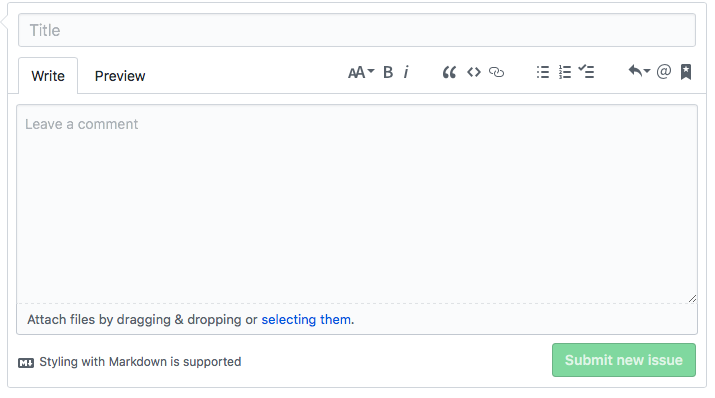 Title
Write Preview AA B i @
Leave a comment
Attach files by dragging & dropping or selecting them.
M Styling with Markdown is supported Submit new issue